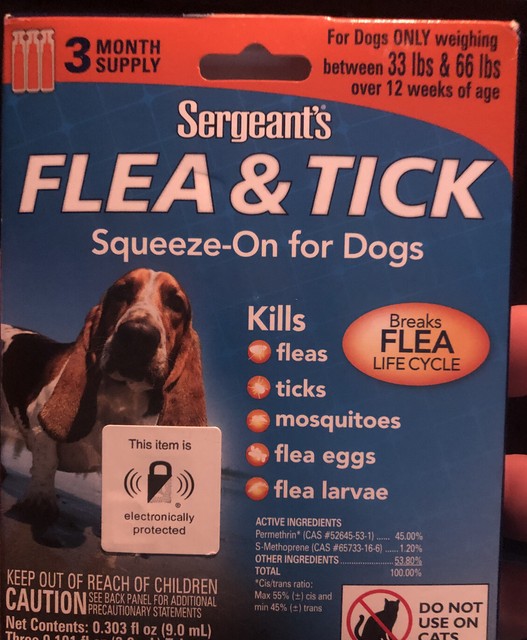 3 MONTH
SUPPLY
For Dogs ONLY weighing
between 33 lbs & 66 lbs
over 12 weeks of age
Sergeant's®
FLEA & TICK
Squeeze-On for Dogs
Kills
fleas
ticks
mosquitoes
flea eggs
flea larvae
Breaks
FLEA
LIFE CYCLE
This item is
electronically
protected
ACTIVE INGREDIENTS
Permethrin* (CAS #52645-53-1) ..... 45.00%
S-Methoprene (CAS #65733-16-6) ..... 1.20%
OTHER INGREDIENTS ..... 53.80%
TOTAL 100.00%
*Cis/trans ratio:
Max 55% (±) cis and
min 45% (±) trans
KEEP OUT OF REACH OF CHILDREN
CAUTION SEE BACK PANEL FOR ADDITIONAL
PRECAUTIONARY STATEMENTS
Net Contents: 0.303 fl oz (9.0 mL)
DO NOT
USE ON
CATS